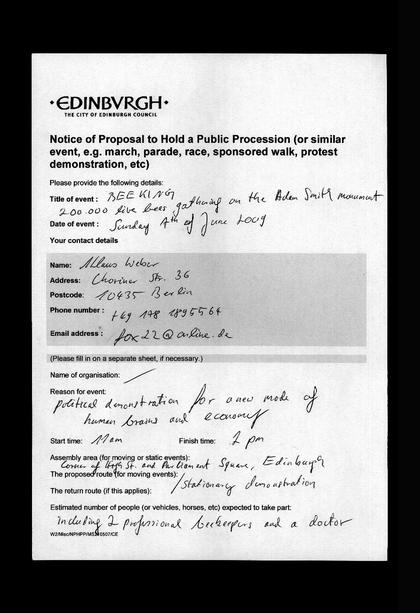 ·EDINBVRGH·
THE CITY OF EDINBURGH COUNCIL
Notice of Proposal to Hold a Public Procession (or similar
event, e.g. march, parade, race, sponsored walk, protest
demonstration, etc)
Please provide the following details:
Title of event : BEE KING
200.000 live bees gathering on the Adam Smith monument
Date of event : Sunday 4th of June 2009
Your contact details
Name: Klaus Weber
Address: Choriner Str. 36
Postcode: 10435 Berlin
Phone number : +49 178 1895564
Email address : fox22@online.de
(Please fill in on a separate sheet, if necessary.)
Name of organisation: /
Reason for event:
political demonstration for a new mode of
human brains and economy
Start time: 11am Finish time: 2 pm
Assembly area (for moving or static events):
Corner of High St. and Parliament Square, Edinburgh
The proposed route (for moving events):
/ Stationary demonstration
The return route (if this applies):
Estimated number of people (or vehicles, horses, etc) expected to take part:
including 2 professional beekeepers and a doctor